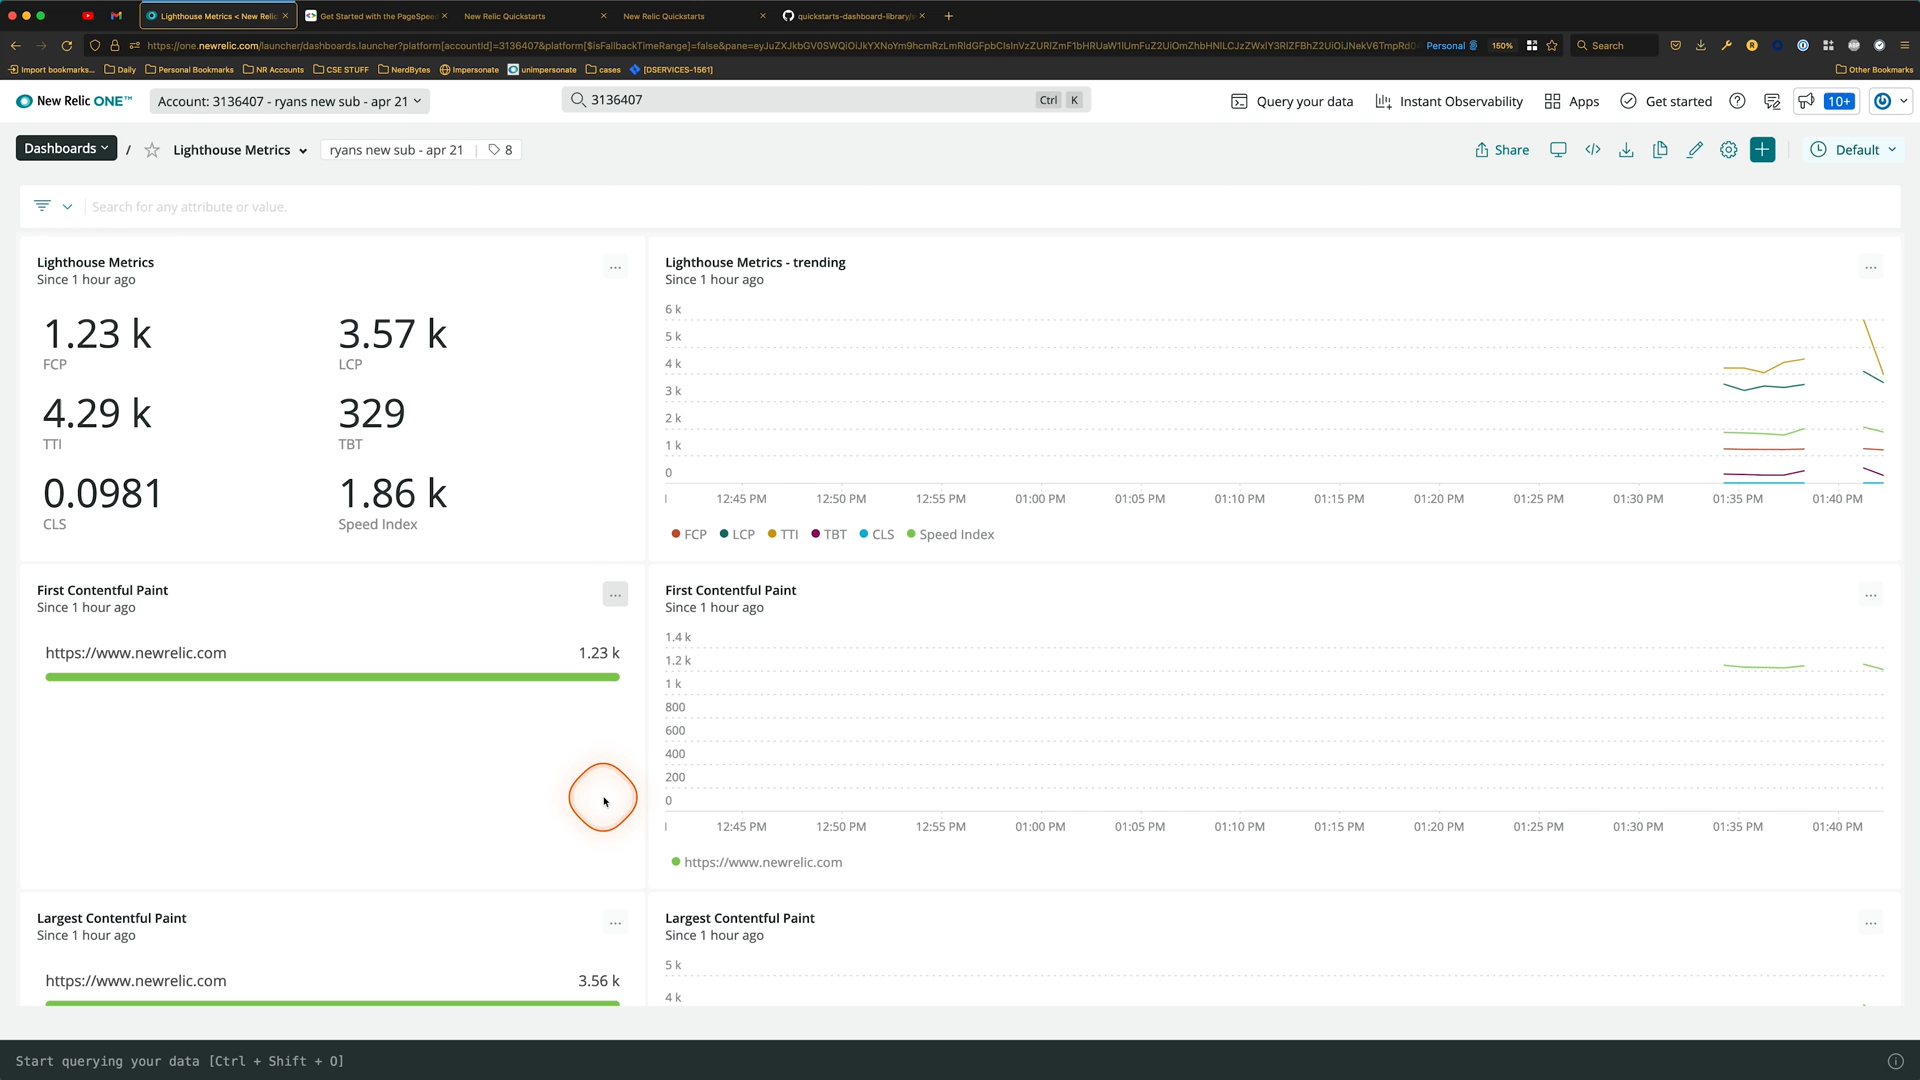 Lighthouse Metrics < New Relic
Get Started with the PageSpeed
New Relic Quickstarts
New Relic Quickstarts
quickstarts-dashboard-library/
Personal
150%
Search
Import bookmarks...
Daily
Personal Bookmarks
NR Accounts
CSE STUFF
NerdBytes
Impersonate
unimpersonate
cases
[DSERVICES-1561]
Other Bookmarks
New Relic ONE™
Account: 3136407 - ryans new sub - apr 21
3136407
Ctrl
K
Query your data
Instant Observability
Apps
Get started
10+
Dashboards
/
Lighthouse Metrics
ryans new sub - apr 21
8
Share
Default
Search for any attribute or value.
Lighthouse Metrics
Since 1 hour ago
1.23 k
FCP
3.57 k
LCP
4.29 k
TTI
329
TBT
0.0981
CLS
1.86 k
Speed Index
Lighthouse Metrics - trending
Since 1 hour ago
6 k
5 k
4 k
3 k
2 k
1 k
0
12:45 PM 12:50 PM 12:55 PM 01:00 PM 01:05 PM 01:10 PM 01:15 PM 01:20 PM 01:25 PM 01:30 PM 01:35 PM 01:40 PM
FCP LCP TTI TBT CLS Speed Index
First Contentful Paint
Since 1 hour ago
https://www.newrelic.com 1.23 k
First Contentful Paint
Since 1 hour ago
1.4 k
1.2 k
1 k
800
600
400
200
0
12:45 PM 12:50 PM 12:55 PM 01:00 PM 01:05 PM 01:10 PM 01:15 PM 01:20 PM 01:25 PM 01:30 PM 01:35 PM 01:40 PM
https://www.newrelic.com
Largest Contentful Paint
Since 1 hour ago
https://www.newrelic.com 3.56 k
Largest Contentful Paint
Since 1 hour ago
5 k
4 k
Start querying your data [Ctrl + Shift + O]